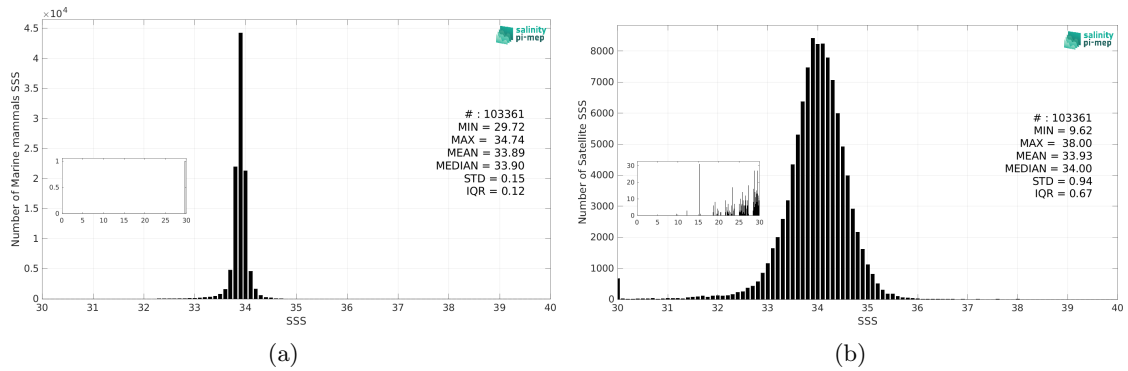 ×10⁴
4.5
4
3.5
3
2.5
2
1.5
1
0.5
0
Number of Marine mammals SSS
30 31 32 33 34 35 36 37 38 39 40
SSS
1
0.5
0
0 5 10 15 20 25 30
salinity
pi-mep
# : 103361
MIN = 29.72
MAX = 34.74
MEAN = 33.89
MEDIAN = 33.90
STD = 0.15
IQR = 0.12
(a)
8000
7000
6000
5000
4000
3000
2000
1000
0
Number of Satellite SSS
30 31 32 33 34 35 36 37 38 39 40
SSS
30
20
10
0
0 5 10 15 20 25 30
salinity
pi-mep
# : 103361
MIN = 9.62
MAX = 38.00
MEAN = 33.93
MEDIAN = 34.00
STD = 0.94
IQR = 0.67
(b)